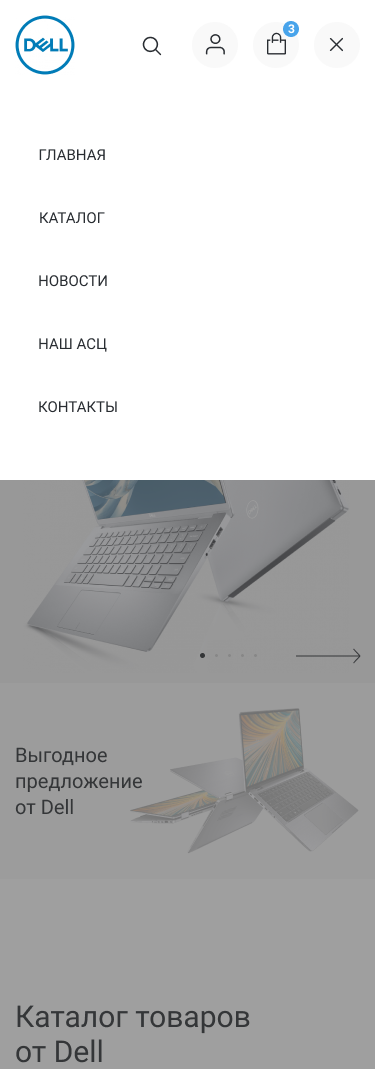 DELL
3
ГЛАВНАЯ
КАТАЛОГ
НОВОСТИ
НАШ АСЦ
КОНТАКТЫ
Выгодное
предложение
от Dell
Каталог товаров
от Dell